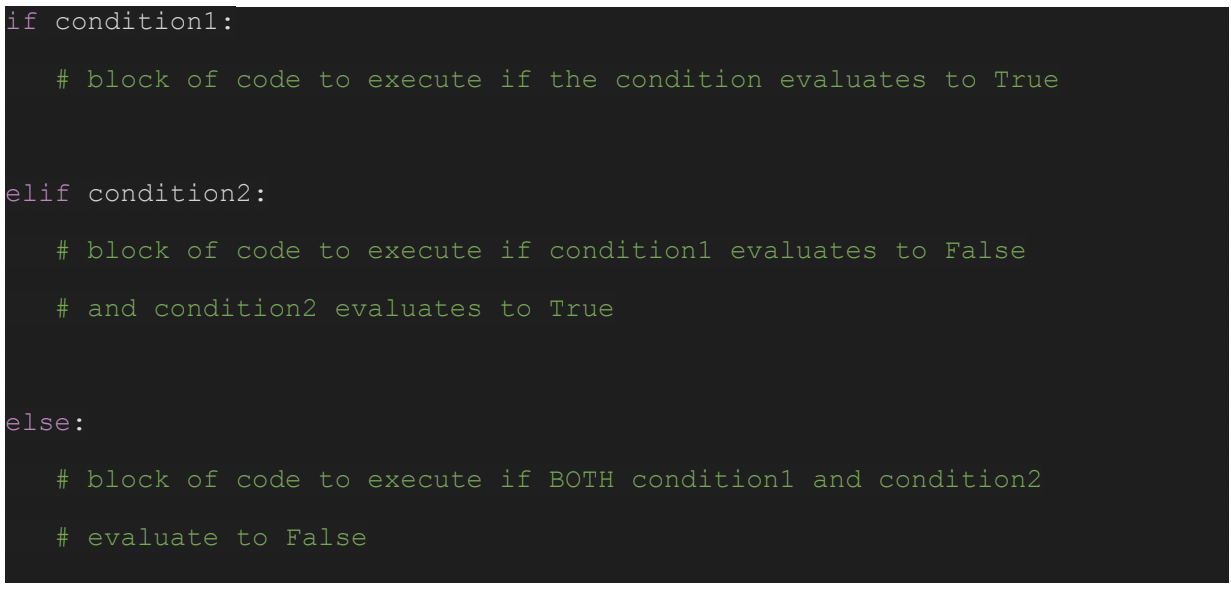 if condition1:
# block of code to execute if the condition evaluates to True
elif condition2:
# block of code to execute if condition1 evaluates to False
# and condition2 evaluates to True
else:
# block of code to execute if BOTH condition1 and condition2
# evaluate to False